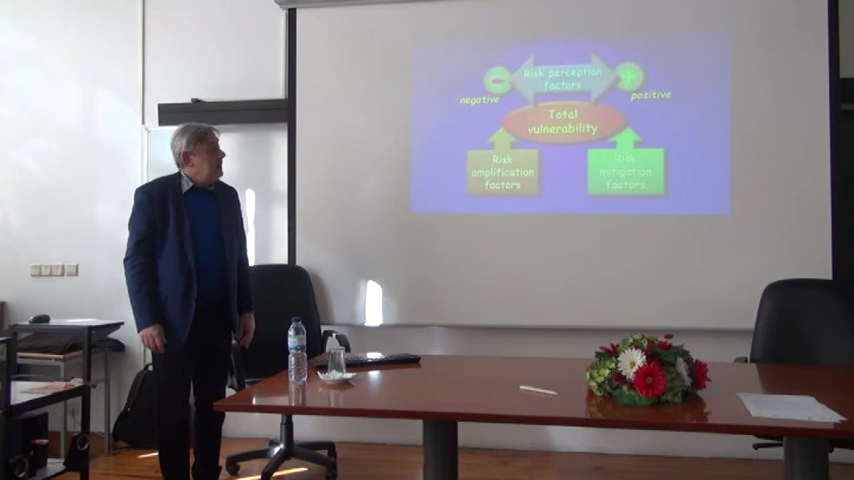 Risk perception
factors
negative
positive
Total
vulnerability
Risk
amplification
factors
Risk
mitigation
factors